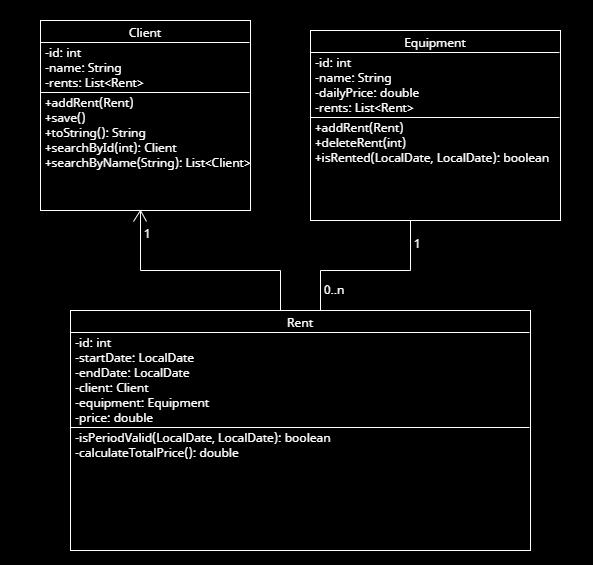 Client
-id: int
-name: String
-rents: List<Rent>
+addRent(Rent)
+save()
+toString(): String
+searchById(int): Client
+searchByName(String): List<Client>
Equipment
-id: int
-name: String
-dailyPrice: double
-rents: List<Rent>
+addRent(Rent)
+deleteRent(int)
+isRented(LocalDate, LocalDate): boolean
1
1
0..n
Rent
-id: int
-startDate: LocalDate
-endDate: LocalDate
-client: Client
-equipment: Equipment
-price: double
-isPeriodValid(LocalDate, LocalDate): boolean
-calculateTotalPrice(): double